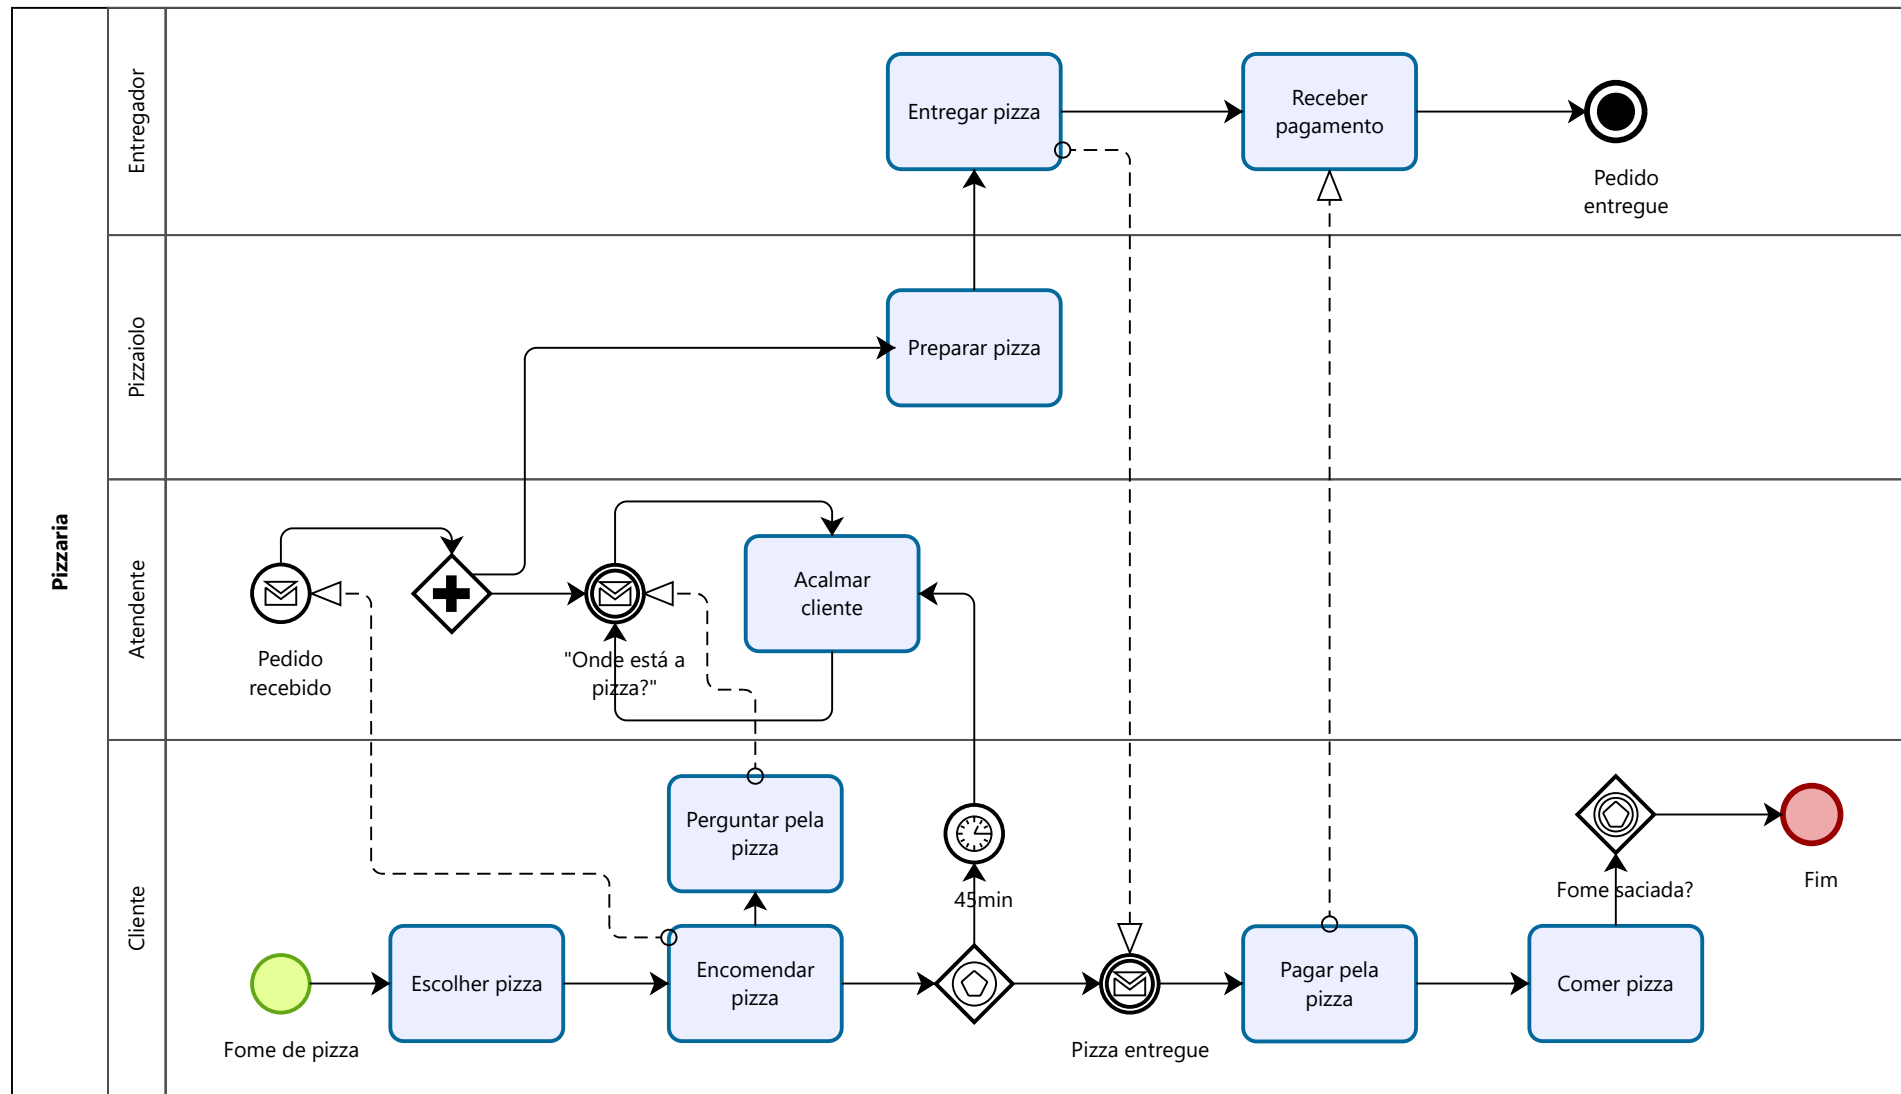 Pizzaria
Entregador
Entregar pizza
Receber
pagamento
Pedido
entregue
Pizzaiolo
Preparar pizza
Atendente
Pedido
recebido
"Onde está a
pizza?"
Acalmar
cliente
Cliente
Fome de pizza
Escolher pizza
Encomendar
pizza
Perguntar pela
pizza
45min
Pizza entregue
Pagar pela
pizza
Comer pizza
Fome saciada?
Fim